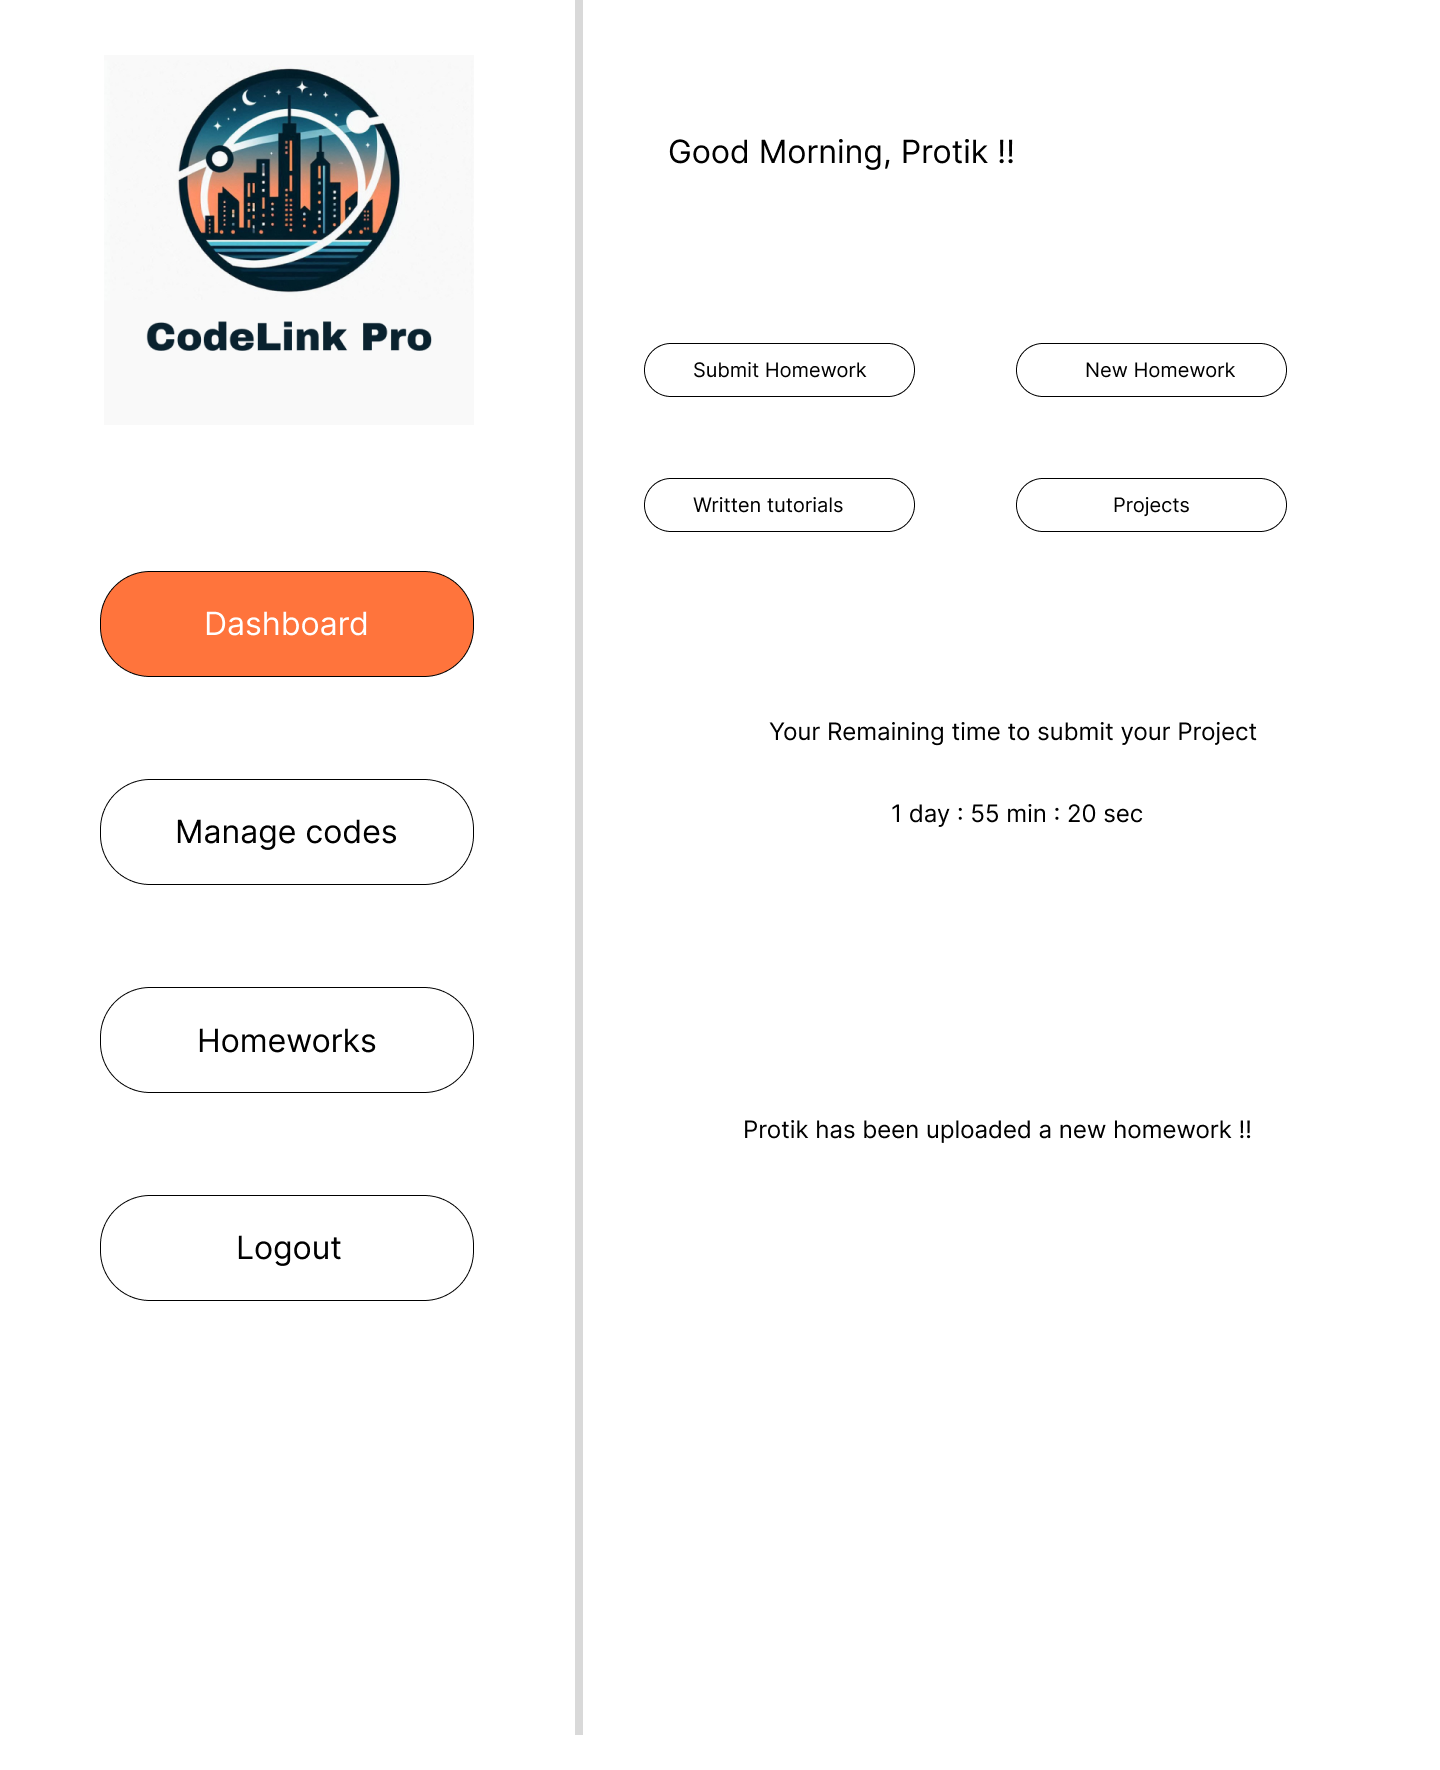 CodeLink Pro
Dashboard
Manage codes
Homeworks
Logout
Good Morning, Protik !!
Submit Homework
New Homework
Written tutorials
Projects
Your Remaining time to submit your Project
1 day : 55 min : 20 sec
Protik has been uploaded a new homework !!